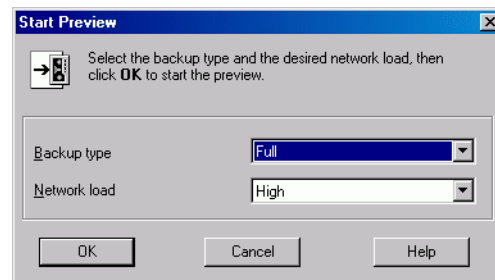 Start Preview
Select the backup type and the desired network load, then
click OK to start the preview.
Backup type
Full
Network load
High
OK
Cancel
Help